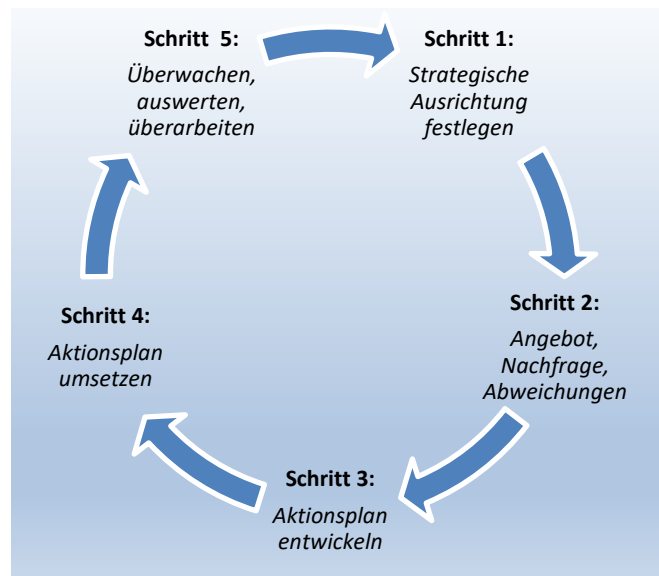 Schritt 5:
Überwachen,
auswerten,
überarbeiten
Schritt 1:
Strategische
Ausrichtung
festlegen
Schritt 2:
Angebot,
Nachfrage,
Abweichungen
Schritt 3:
Aktionsplan
entwickeln
Schritt 4:
Aktionsplan
umsetzen